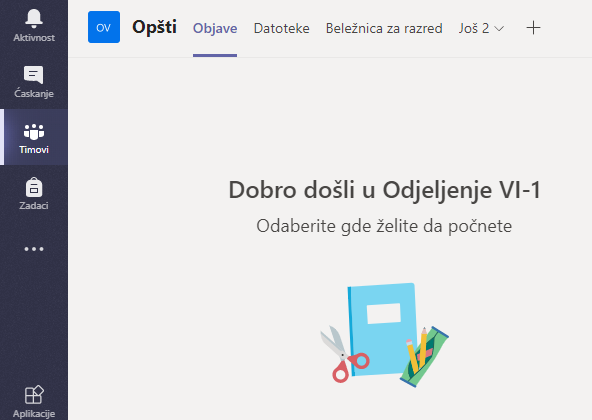 Aktivnost
Ćaskanje
Timovi
Zadaci
Aplikacije
OV Opšti Objave Datoteke Beležnica za razred Još 2
Dobro došli u Odjeljenje VI-1
Odaberite gde želite da počnete